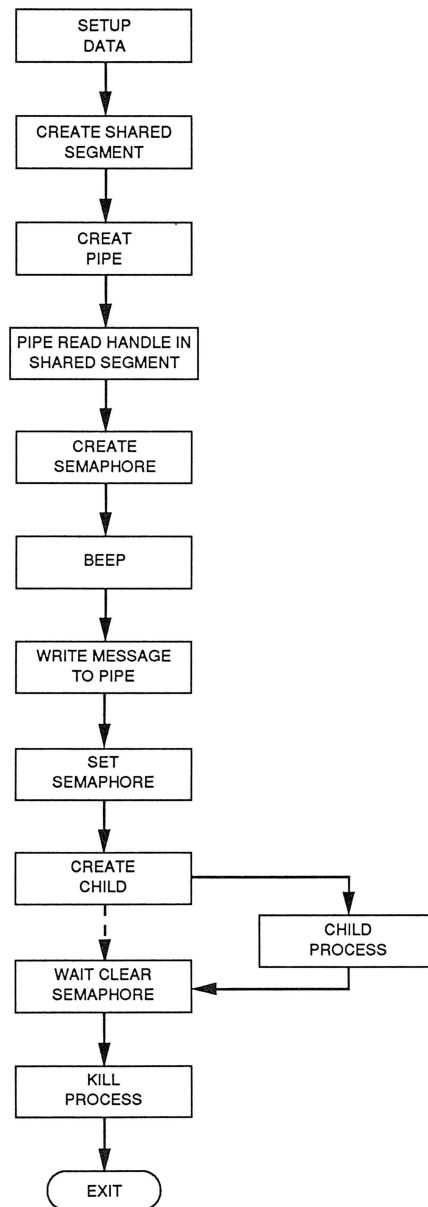 SETUP
DATA
CREATE SHARED
SEGMENT
CREAT
PIPE
PIPE READ HANDLE IN
SHARED SEGMENT
CREATE
SEMAPHORE
BEEP
WRITE MESSAGE
TO PIPE
SET
SEMAPHORE
CREATE
CHILD
CHILD
PROCESS
WAIT CLEAR
SEMAPHORE
KILL
PROCESS
EXIT